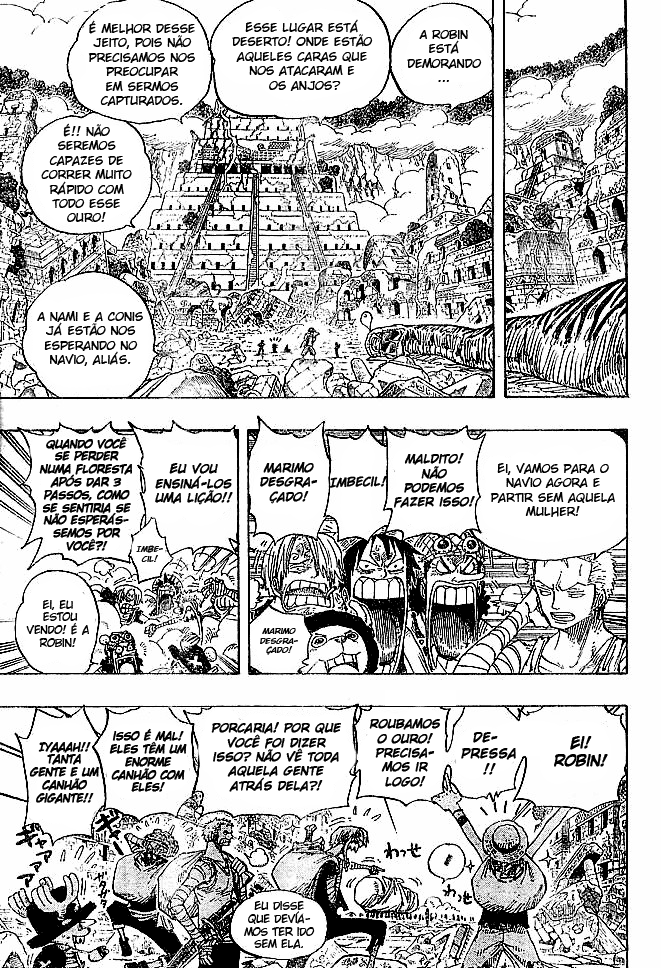 A ROBIN
ESTÁ
DEMORANDO
...
ESSE LUGAR ESTÁ
DESERTO! ONDE ESTÃO
AQUELES CARAS QUE
NOS ATACARAM E
OS ANJOS?
É MELHOR DESSE
JEITO, POIS NÃO
PRECISAMOS NOS
PREOCUPAR
EM SERMOS
CAPTURADOS.
É!! NÃO
SEREMOS
CAPAZES DE
CORRER MUITO
RÁPIDO COM
TODO ESSE
OURO!
A NAMI E A CONIS
JÁ ESTÃO NOS
ESPERANDO NO
NAVIO, ALIÁS.
EI, VAMOS PARA O
NAVIO AGORA E
PARTIR SEM AQUELA
MULHER!
MALDITO!
NÃO
PODEMOS
FAZER ISSO!
IMBECIL!
MARIMO
DESGRA-
ÇADO!
MARIMO
DESGRA-
ÇADO!
EU VOU
ENSINÁ-LOS
UMA LIÇÃO!!
QUANDO VOCÊ
SE PERDER
NUMA FLORESTA
APÓS DAR 3
PASSOS, COMO
SE SENTIRIA SE
NÃO ESPERÁS-
SEMOS POR
VOCÊ?!
IMBE-
CIL!
EI, EU
ESTOU
VENDO! É A
ROBIN!
EI!
ROBIN!
DE-
PRESSA
!!
ROUBAMOS
O OURO!
PRECISA-
MOS IR
LOGO!
PORCARIA! POR QUE
VOCÊ FOI DIZER
ISSO? NÃO VÊ TODA
AQUELA GENTE
ATRÁS DELA?!
ISSO É MAL!
ELES TÊM UM
ENORME
CANHÃO COM
ELES!
IYAAAH!!
TANTA
GENTE E UM
CANHÃO
GIGANTE!!
わっせ
わっせ
EU DISSE
QUE DEVÍA-
MOS TER IDO
SEM ELA.